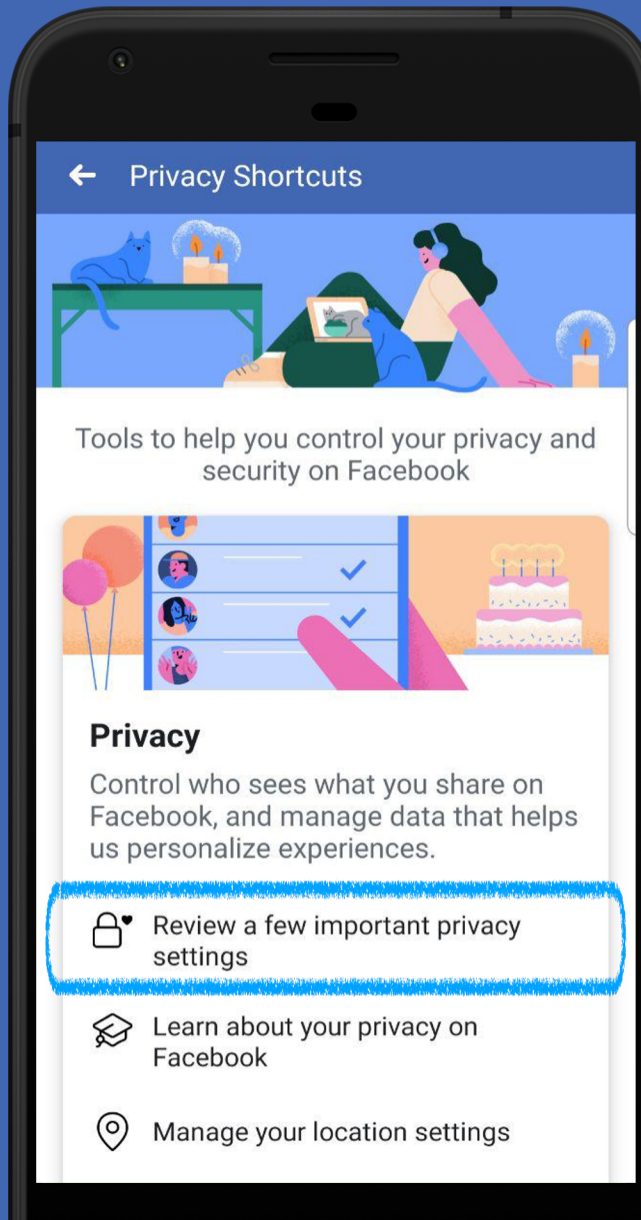 Privacy Shortcuts
Tools to help you control your privacy and
security on Facebook
Privacy
Control who sees what you share on
Facebook, and manage data that helps
us personalize experiences.
Review a few important privacy
settings
Learn about your privacy on
Facebook
Manage your location settings